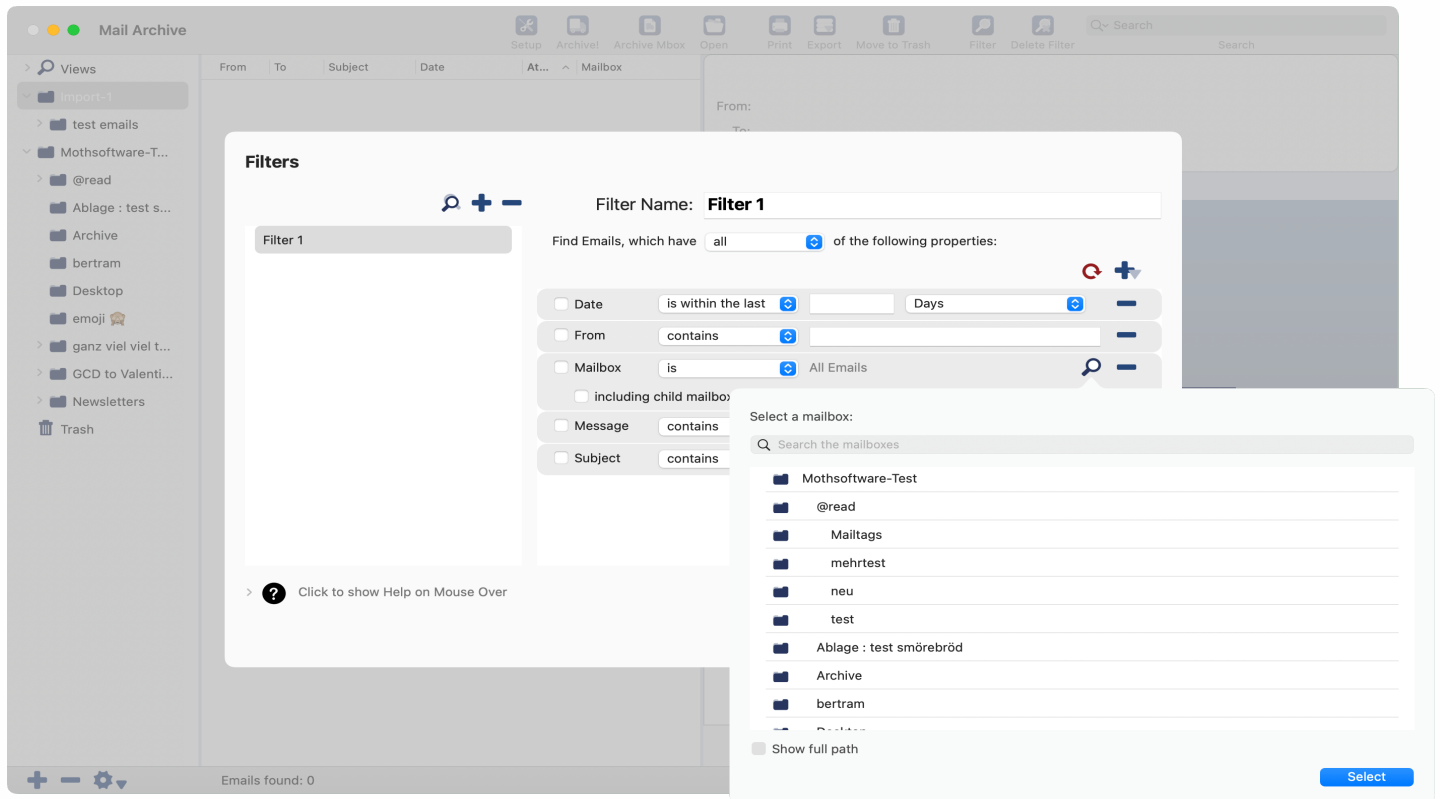 Mail Archive
Setup Archive! Archive Mbox Open Print Export Move to Trash Filter Delete Filter Search
Search
Views
Import-1
test emails
Mothsoftware-T...
@read
Ablage : test s...
Archive
bertram
Desktop
emoji 🙈
ganz viel viel t...
GCD to Valenti...
Newsletters
Trash
From To Subject Date At... Mailbox
From:
To:
Filters
Filter 1
Filter Name: Filter 1
Find Emails, which have all of the following properties:
Date is within the last Days
From contains
Mailbox is All Emails
including child mailbox
Message contains
Subject contains
? Click to show Help on Mouse Over
Select a mailbox:
Search the mailboxes
Mothsoftware-Test
@read
Mailtags
mehrtest
neu
test
Ablage : test smörebröd
Archive
bertram
Desktop
Show full path
Select
Emails found: 0